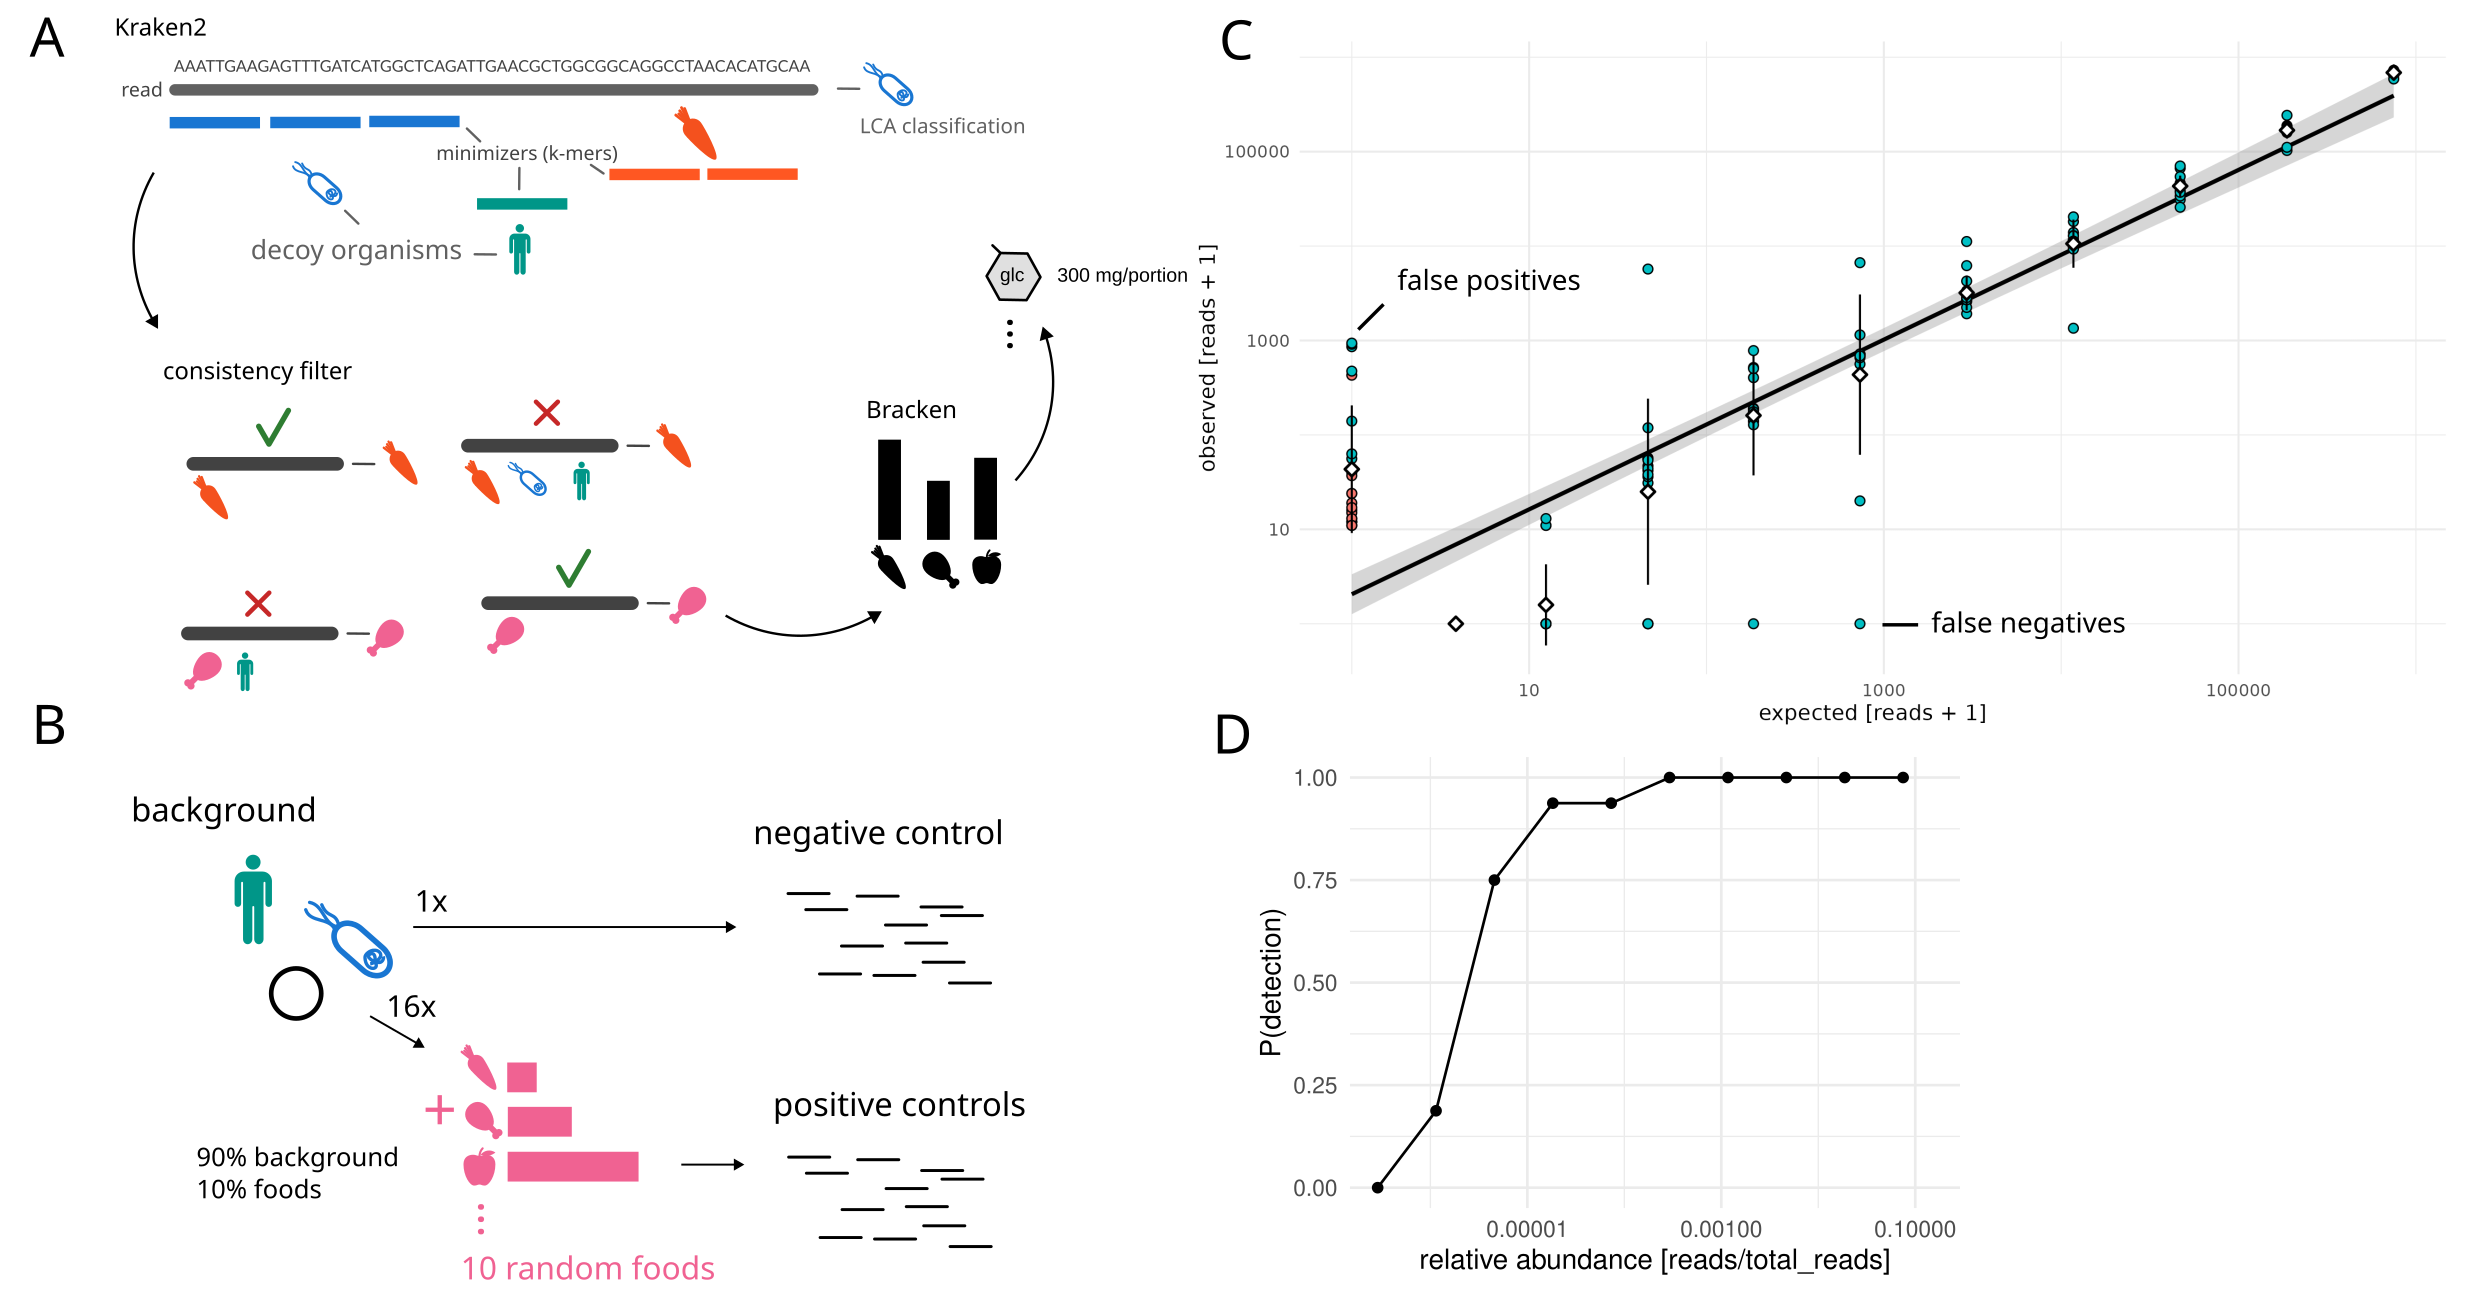 A
Kraken2
AAATTGAAGAGTTTGATCATGGCTCAGATTGAACGCTGGCGGCAGGCCTAACACATGCAA
read
LCA classification
minimizers (k-mers)
decoy organisms
glc
300 mg/portion
consistency filter
Bracken
B
background
negative control
1x
16x
+
positive controls
90% background
10% foods
10 random foods
C
observed [reads + 1]
100000
1000
10
false positives
false negatives
10
1000
100000
expected [reads + 1]
D
P(detection)
1.00
0.75
0.50
0.25
0.00
0.00001
0.00100
0.10000
relative abundance [reads/total_reads]